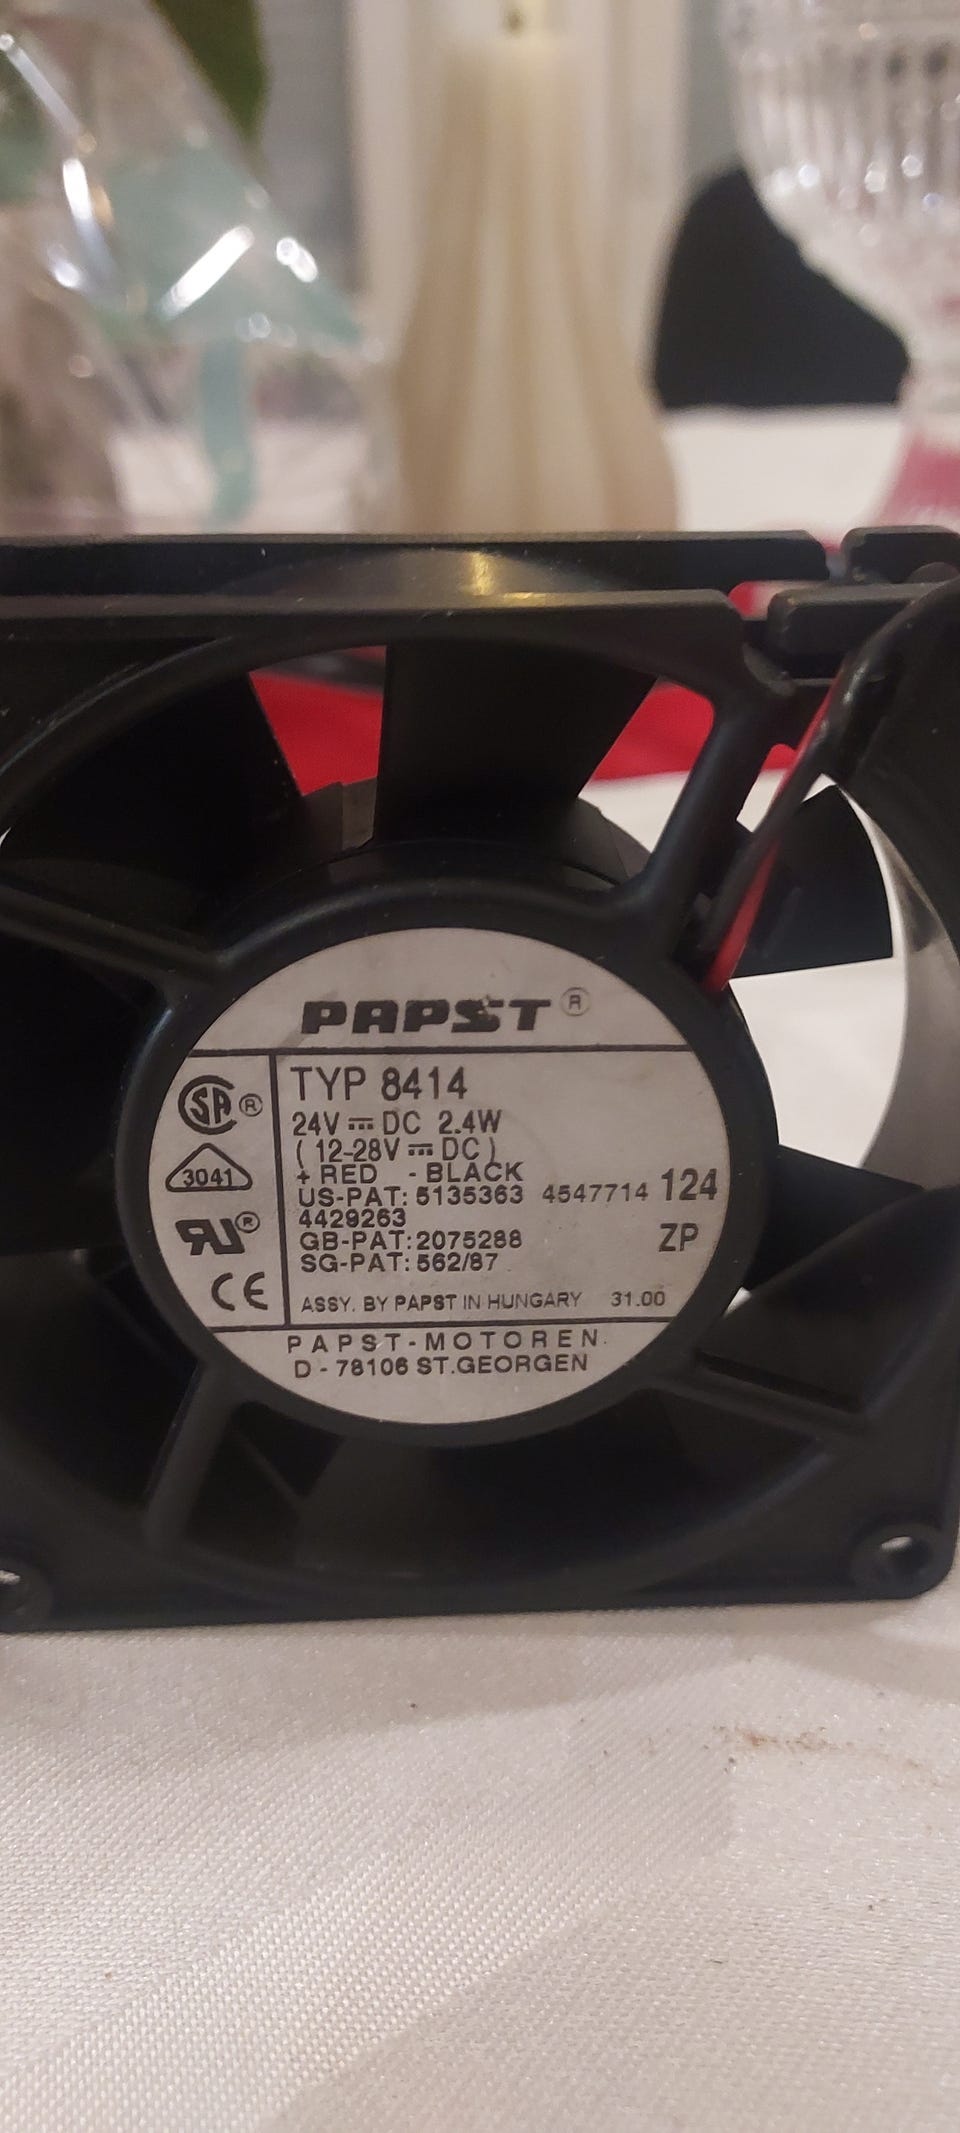 PAPST ®
TYP 8414
24V ⎓ DC 2.4W
( 12-28V ⎓ DC )
+ RED - BLACK
US-PAT: 5135363 4547714
4429263
GB-PAT: 2075288
SG-PAT: 562/87
124
ZP
ASSY. BY PAPST IN HUNGARY 31.00
SA ®
3041
RU ®
CE
PAPST-MOTOREN
D - 78106 ST.GEORGEN